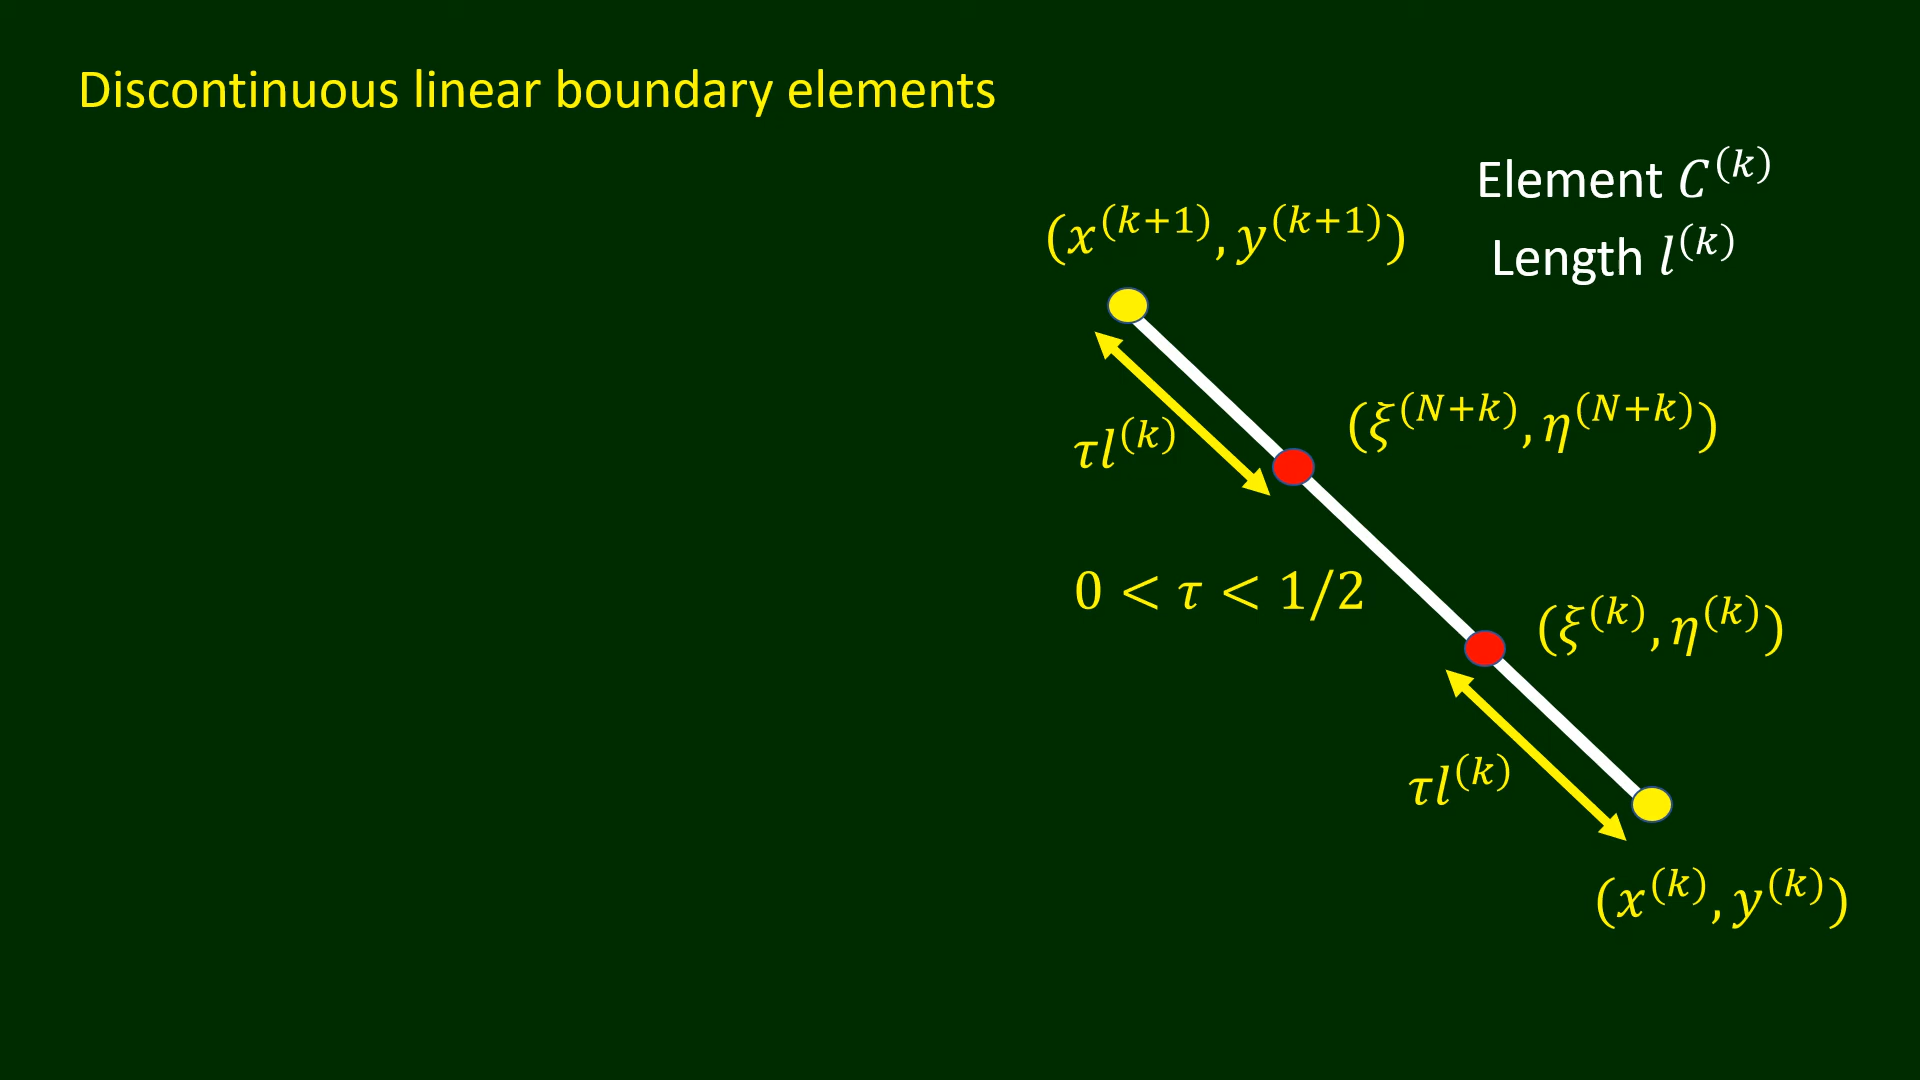 Discontinuous linear boundary elements
Element C^(k)
Length l^(k)
(x^(k+1), y^(k+1))
(ξ^(N+k), η^(N+k))
τl^(k)
0 < τ < 1/2
(ξ^(k), η^(k))
τl^(k)
(x^(k), y^(k))